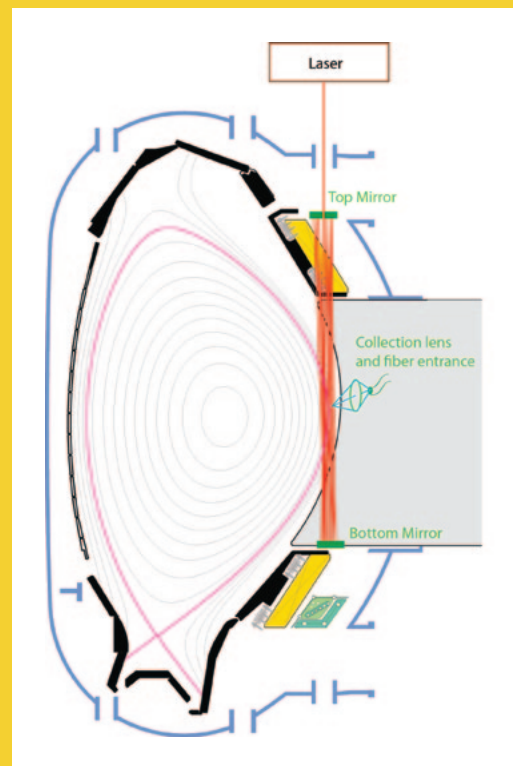 Laser
Top Mirror
Collection lens
and fiber entrance
Bottom Mirror